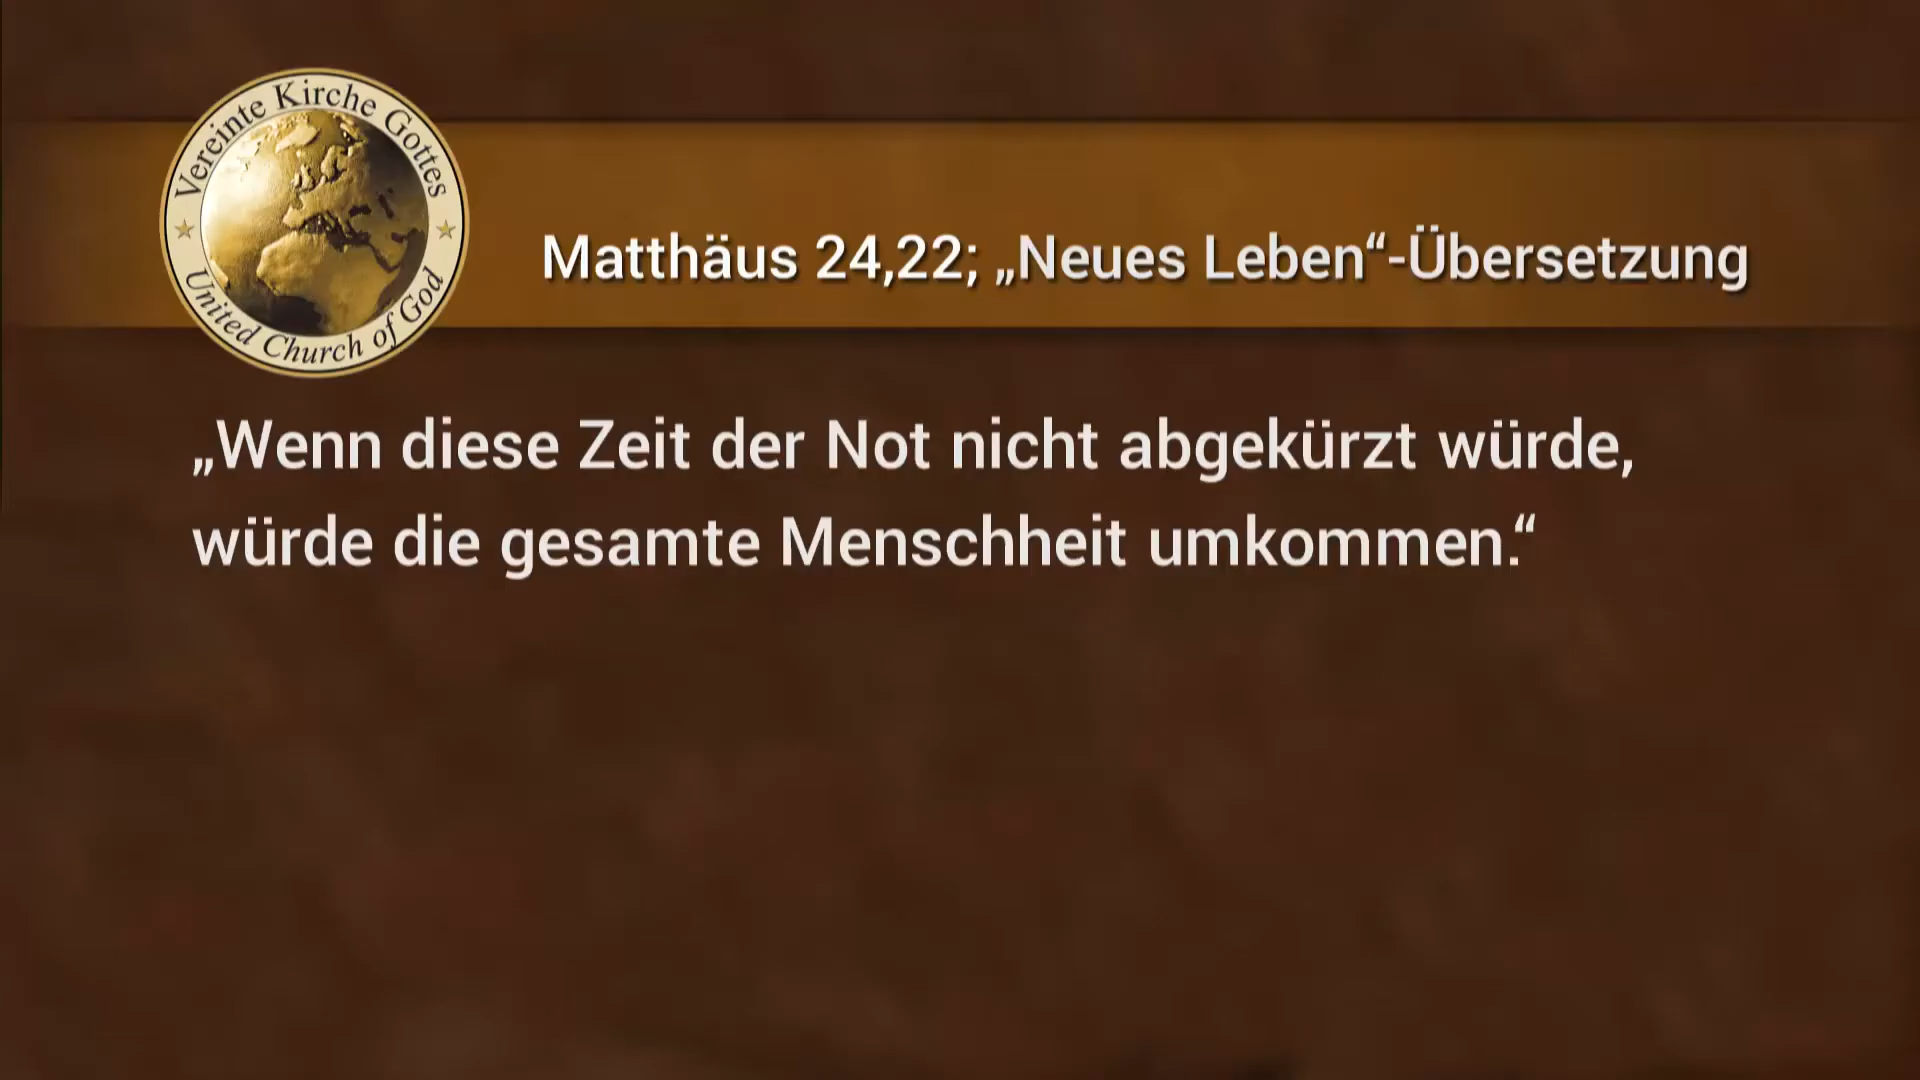 Vereinte Kirche Gottes
United Church of God
Matthäus 24,22; „Neues Leben“-Übersetzung
„Wenn diese Zeit der Not nicht abgekürzt würde,
würde die gesamte Menschheit umkommen.“